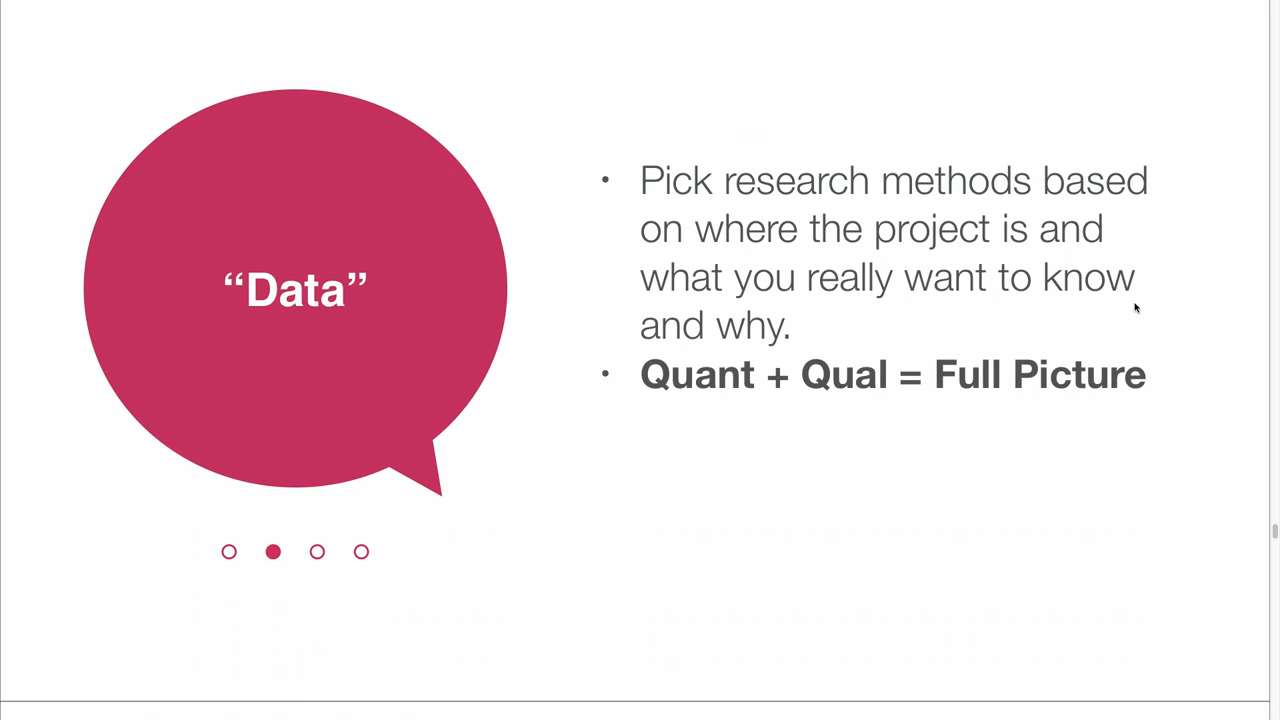 “Data”
• Pick research methods based
on where the project is and
what you really want to know
and why.
• Quant + Qual = Full Picture